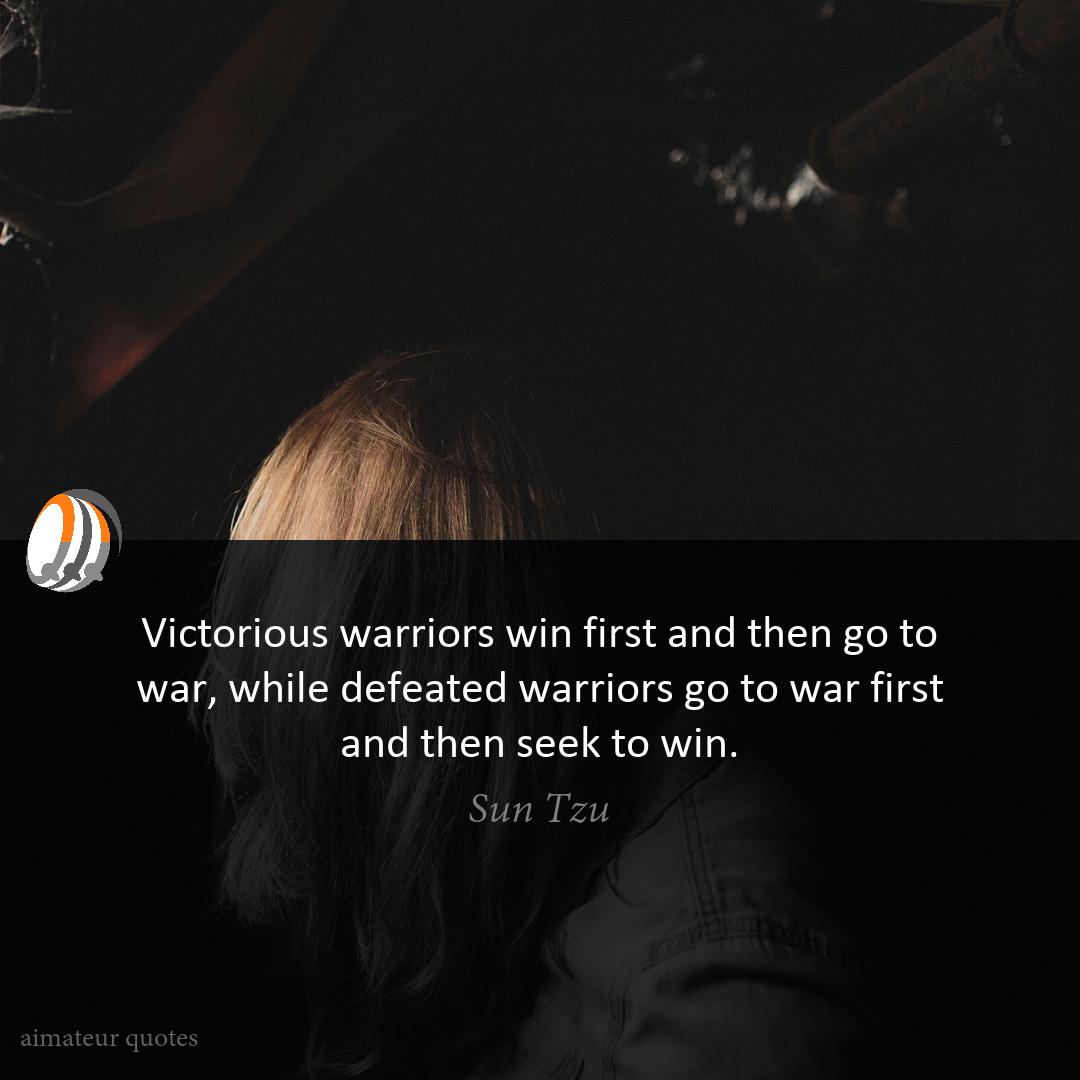 Victorious warriors win first and then go to
war, while defeated warriors go to war first
and then seek to win.
Sun Tzu
aimateur quotes